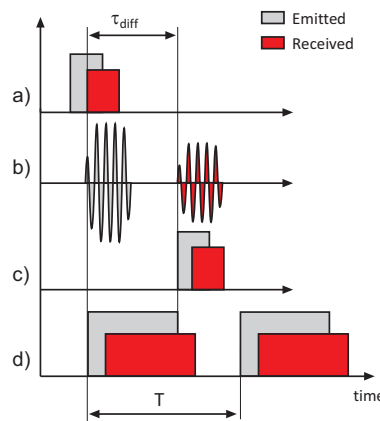 τdiff
Emitted
Received
a)
b)
c)
d)
time
T